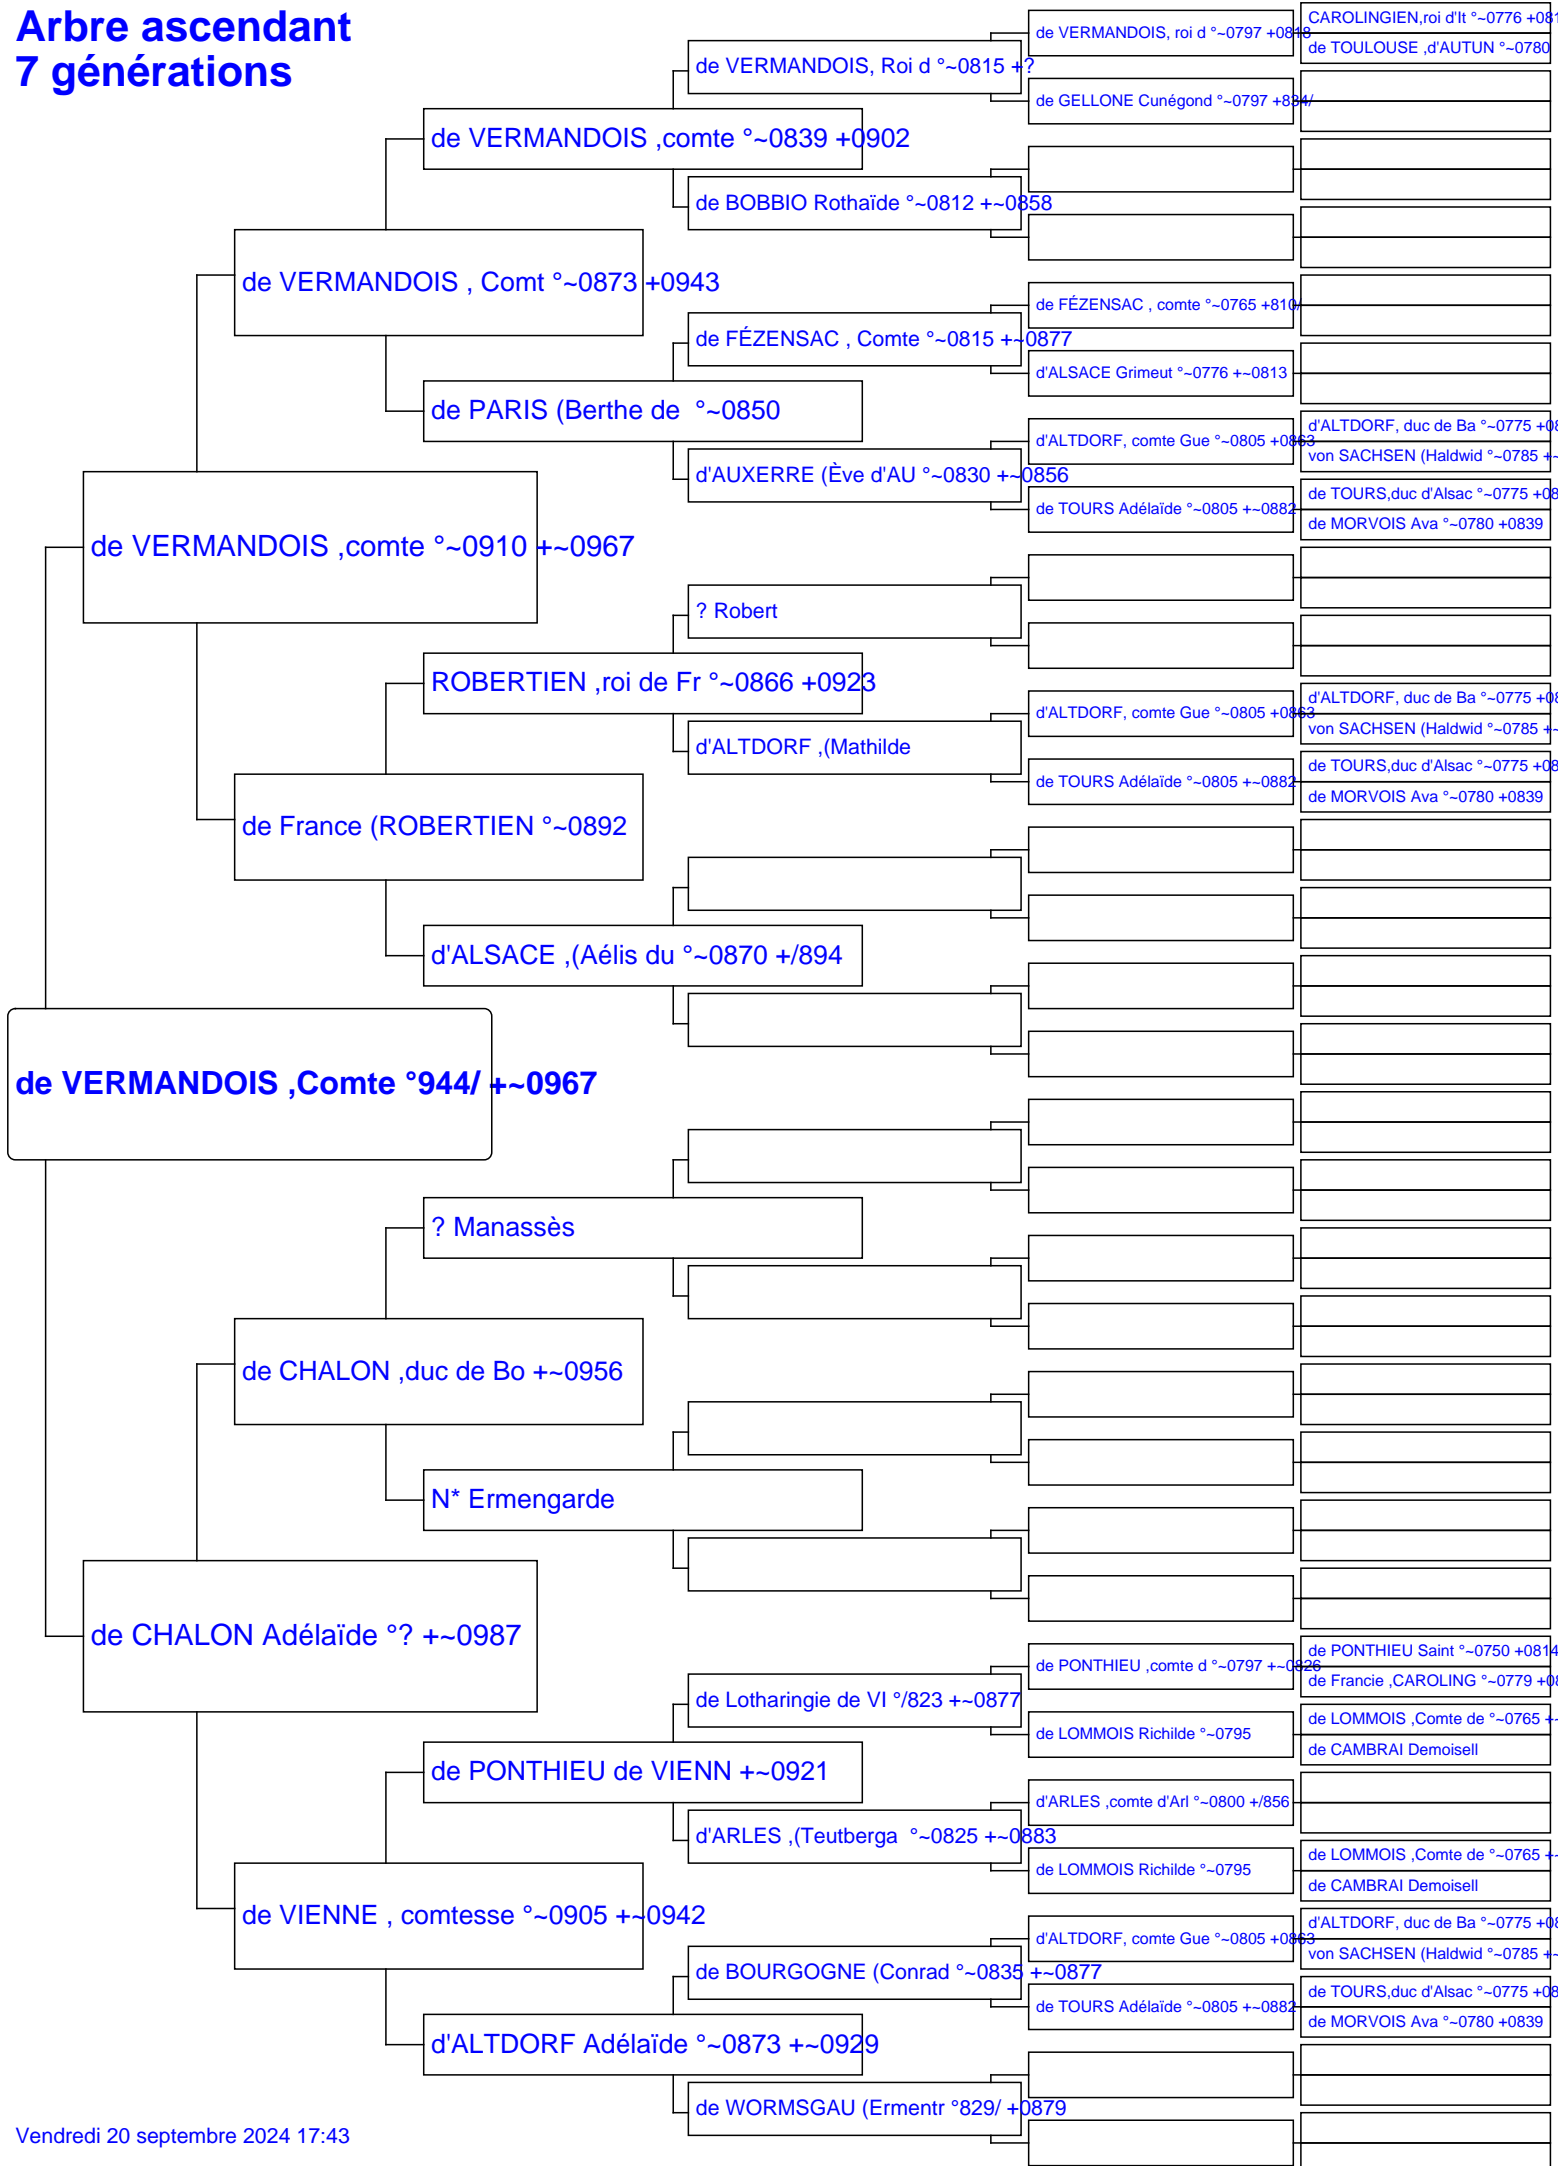 Arbre ascendant
7 générations
CAROLINGIEN,roi d'It °~0776 +081
de VERMANDOIS, roi d °~0797 +0818
de TOULOUSE ,d'AUTUN °~0780
de VERMANDOIS, Roi d °~0815 +?
de GELLONE Cunégond °~0797 +834/
de VERMANDOIS ,comte °~0839 +0902
de BOBBIO Rothaïde °~0812 +~0858
de VERMANDOIS , Comt °~0873 +0943
de FÉZENSAC , comte °~0765 +810/
de FÉZENSAC , Comte °~0815 +~0877
d'ALSACE Grimeut °~0776 +~0813
de PARIS (Berthe de  °~0850
d'ALTDORF, duc de Ba °~0775 +08
d'ALTDORF, comte Gue °~0805 +0863
von SACHSEN (Haldwid °~0785 +~
d'AUXERRE (Ève d'AU °~0830 +~0856
de TOURS,duc d'Alsac °~0775 +08
de TOURS Adélaïde °~0805 +~0882
de MORVOIS Ava °~0780 +0839
de VERMANDOIS ,comte °~0910 +~0967
? Robert
ROBERTIEN ,roi de Fr °~0866 +0923
d'ALTDORF, duc de Ba °~0775 +08
d'ALTDORF, comte Gue °~0805 +0863
von SACHSEN (Haldwid °~0785 +~
d'ALTDORF ,(Mathilde
de TOURS,duc d'Alsac °~0775 +08
de TOURS Adélaïde °~0805 +~0882
de MORVOIS Ava °~0780 +0839
de France (ROBERTIEN °~0892
d'ALSACE ,(Aélis du °~0870 +/894
de VERMANDOIS ,Comte °944/ +~0967
? Manassès
de CHALON ,duc de Bo +~0956
N* Ermengarde
de CHALON Adélaïde °? +~0987
de PONTHIEU Saint °~0750 +0814
de PONTHIEU ,comte d °~0797 +~0826
de Francie ,CAROLING °~0779 +08
de Lotharingie de VI °/823 +~0877
de LOMMOIS ,Comte de °~0765 +~
de LOMMOIS Richilde °~0795
de CAMBRAI Demoisell
de PONTHIEU de VIENN +~0921
d'ARLES ,comte d'Arl °~0800 +/856
d'ARLES ,(Teutberga  °~0825 +~0883
de LOMMOIS ,Comte de °~0765 +~
de LOMMOIS Richilde °~0795
de CAMBRAI Demoisell
de VIENNE , comtesse °~0905 +~0942
d'ALTDORF, duc de Ba °~0775 +08
d'ALTDORF, comte Gue °~0805 +0863
von SACHSEN (Haldwid °~0785 +~
de BOURGOGNE (Conrad °~0835 +~0877
de TOURS,duc d'Alsac °~0775 +08
de TOURS Adélaïde °~0805 +~0882
de MORVOIS Ava °~0780 +0839
d'ALTDORF Adélaïde °~0873 +~0929
de WORMSGAU (Ermentr °829/ +0879
Vendredi 20 septembre 2024 17:43